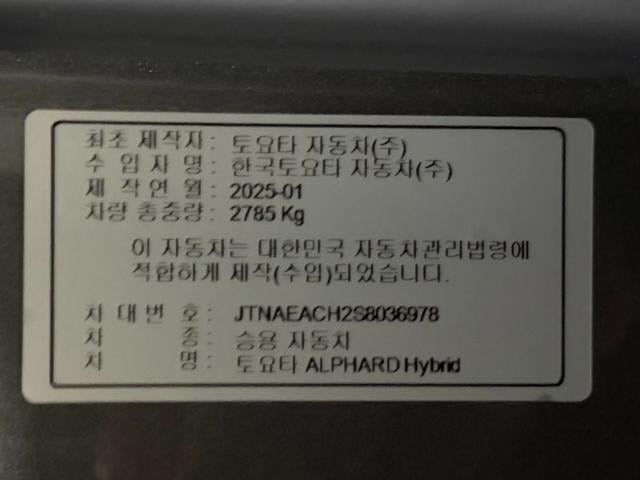 최초 제작자 : 토요타 자동차(주)
수 입 자 명 : 한국토요타 자동차(주)
제 작 연 월 : 2025-01
차량 총중량 : 2785 Kg
이 자동차는 대한민국 자동차관리법령에
적합하게 제작(수입)되었습니다.
차 대 번 호 : JTNAEACH2S8036978
차 종 : 승용 자동차
차 명 : 토요타 ALPHARD Hybrid